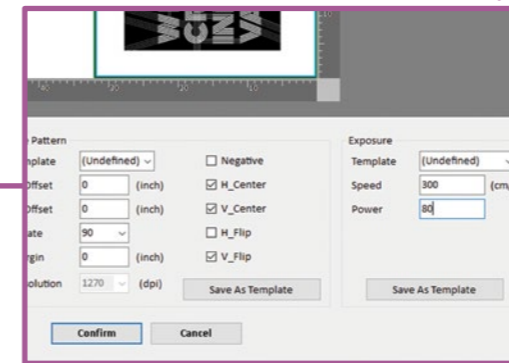 Pattern
Exposure
(Undefined)
Negative
Template
(Undefined)
Offset
0
(inch)
H_Center
Speed
300
Offset
0
(inch)
V_Center
Power
80
90
H_Flip
0
(inch)
V_Flip
1270
(dpi)
Save As Template
Save As Template
Confirm
Cancel